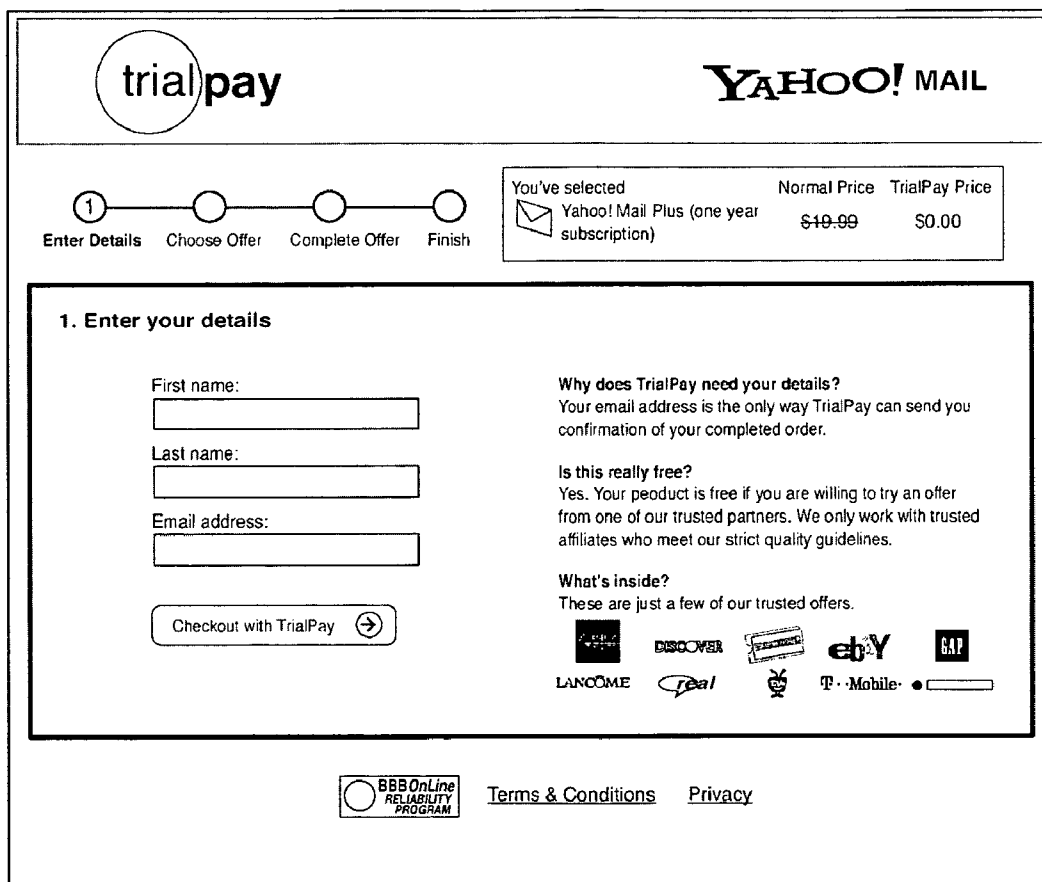 trialpay
YAHOO! MAIL
1
Enter Details Choose Offer Complete Offer Finish
You've selected Normal Price TrialPay Price
Yahoo! Mail Plus (one year
subscription)
$19.99 $0.00
1. Enter your details
First name:
Last name:
Email address:
Checkout with TrialPay
Why does TrialPay need your details?
Your email address is the only way TrialPay can send you
confirmation of your completed order.
Is this really free?
Yes. Your peoduct is free if you are willing to try an offer
from one of our trusted partners. We only work with trusted
affiliates who meet our strict quality guidelines.
What's inside?
These are just a few of our trusted offers.
DISCOVER ebY GAP
LANCÔME real T··Mobile·
BBBOnLine
RELIABILITY
PROGRAM
Terms & Conditions Privacy